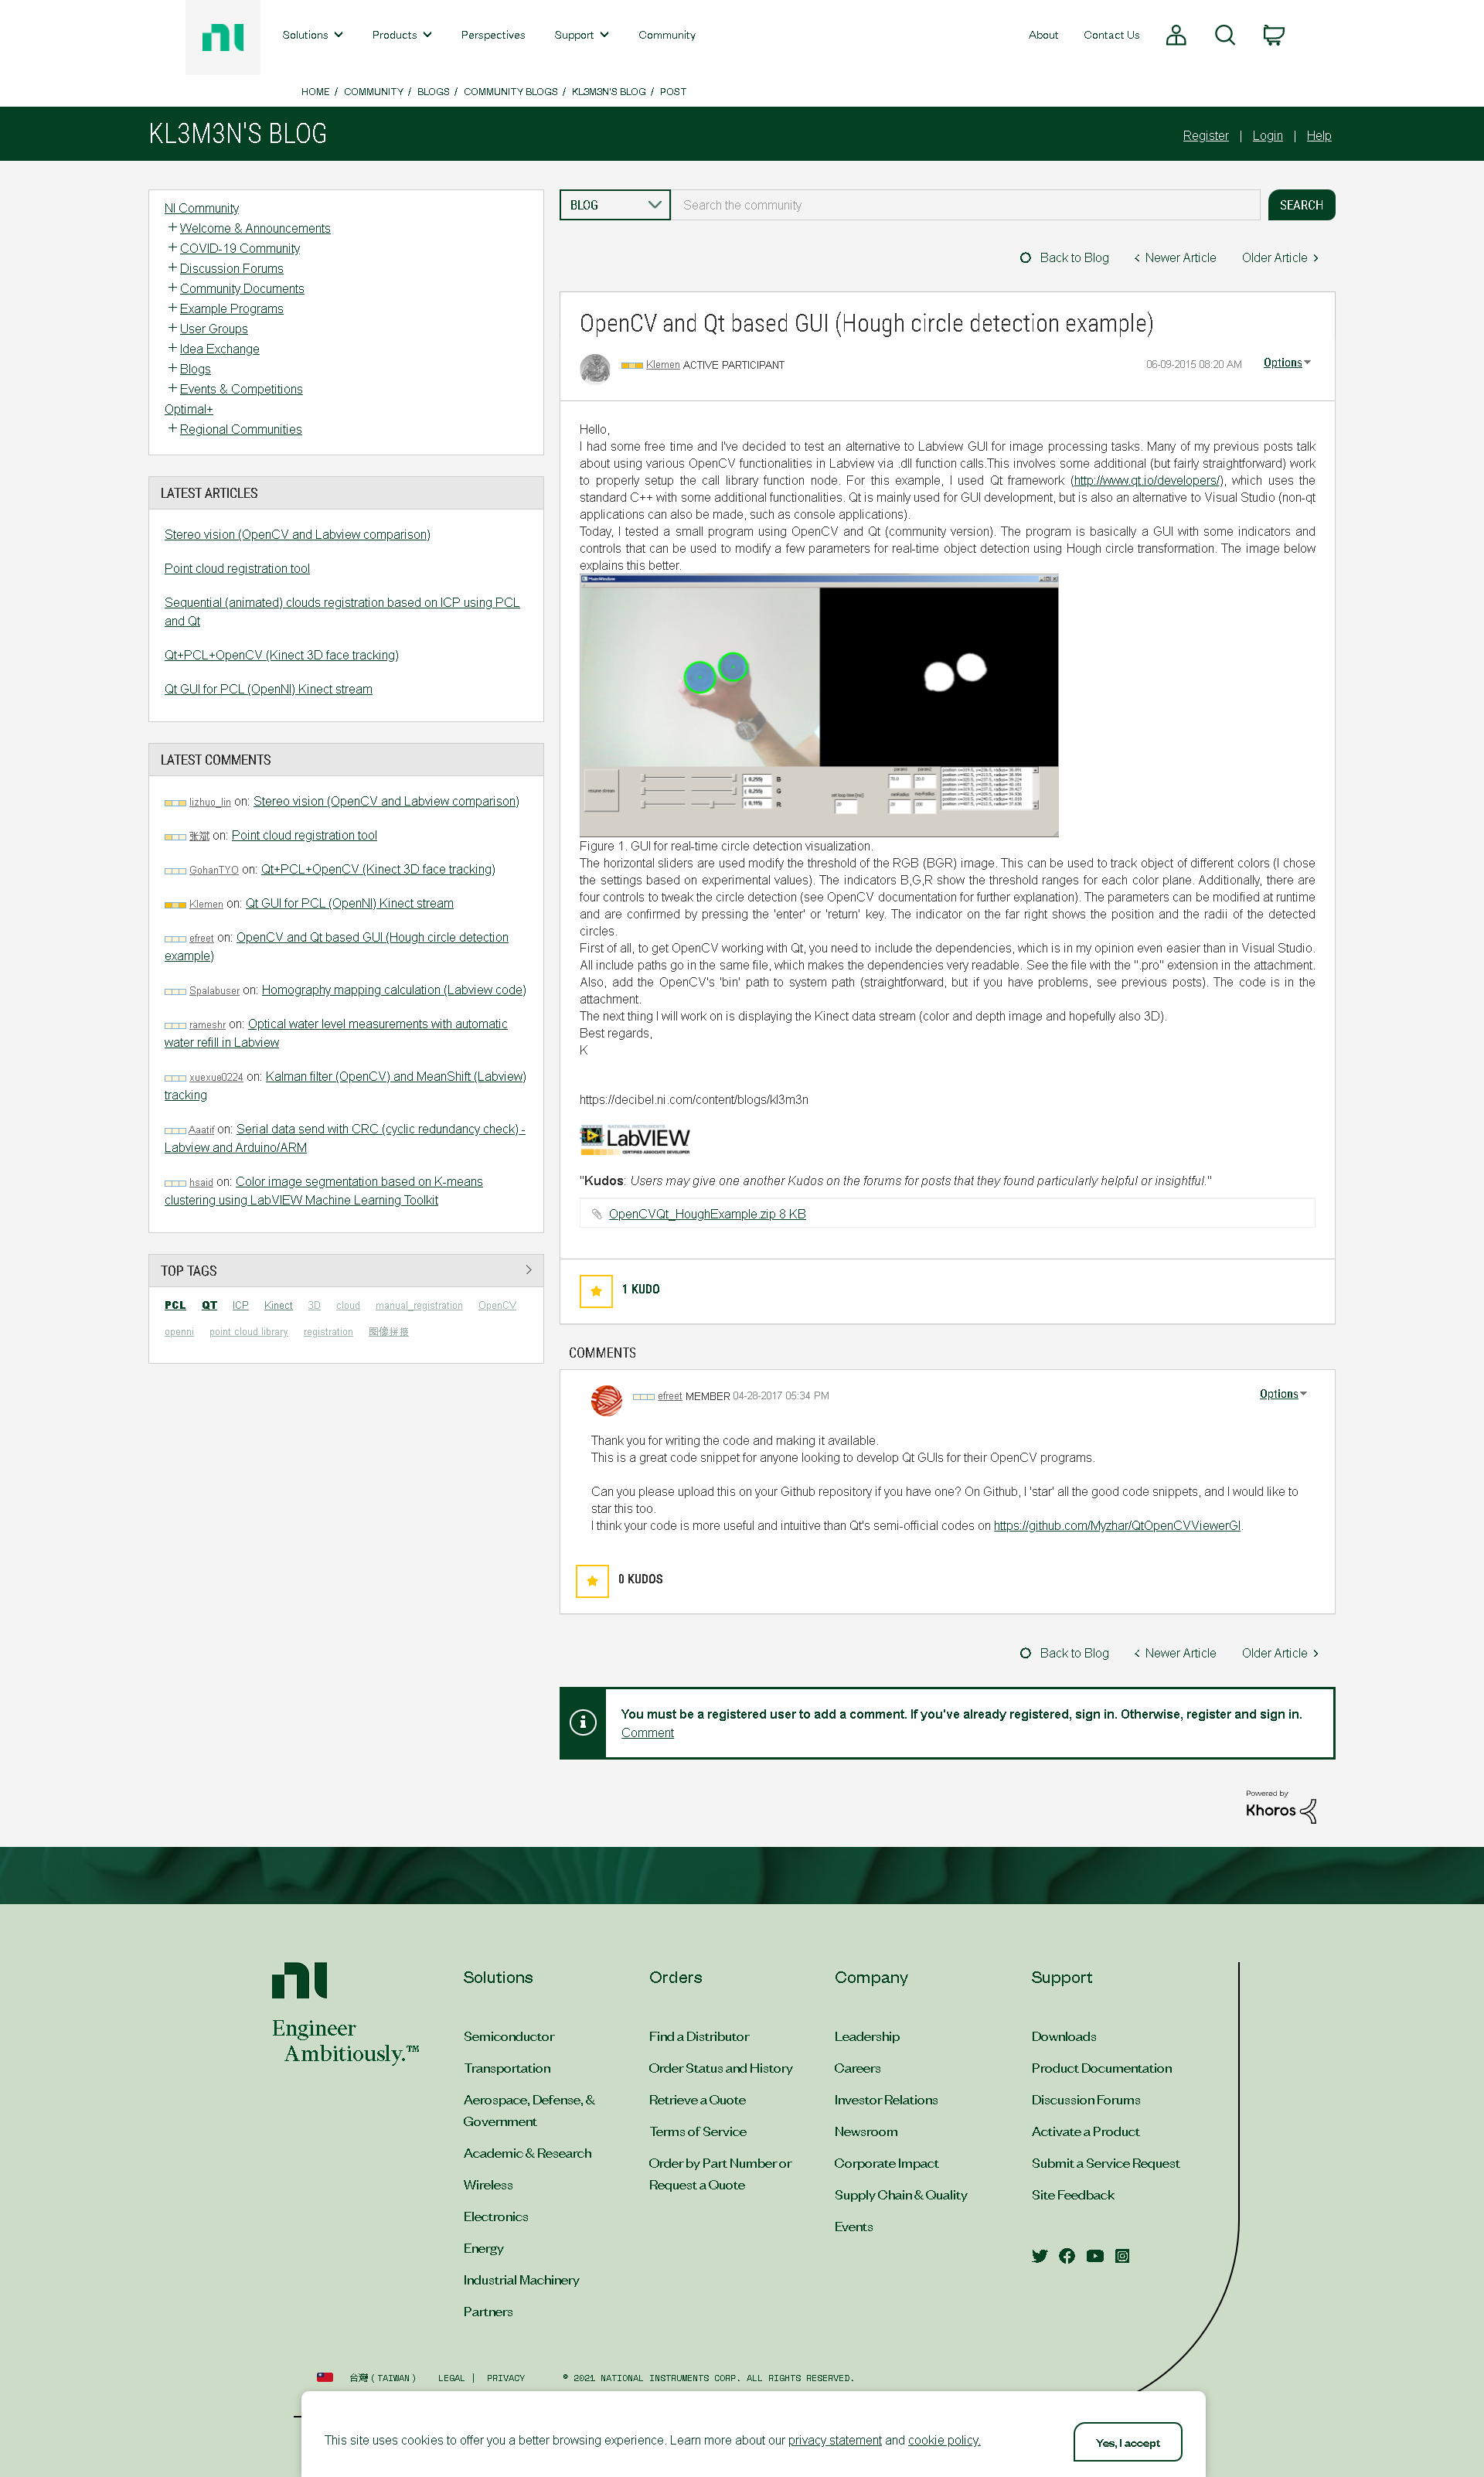 Solutions Products Perspectives Support Community About Contact Us
HOME / COMMUNITY / BLOGS / COMMUNITY BLOGS / KL3M3N'S BLOG / POST
KL3M3N'S BLOG
Register | Login | Help
NI Community
Welcome & Announcements
COVID-19 Community
Discussion Forums
Community Documents
Example Programs
User Groups
Idea Exchange
Blogs
Events & Competitions
Optimal+
Regional Communities
LATEST ARTICLES
Stereo vision (OpenCV and Labview comparison)
Point cloud registration tool
Sequential (animated) clouds registration based on ICP using PCL
and Qt
Qt+PCL+OpenCV (Kinect 3D face tracking)
Qt GUI for PCL (OpenNI) Kinect stream
LATEST COMMENTS
lizhuo_lin on: Stereo vision (OpenCV and Labview comparison)
张斌 on: Point cloud registration tool
GohanTYO on: Qt+PCL+OpenCV (Kinect 3D face tracking)
Klemen on: Qt GUI for PCL (OpenNI) Kinect stream
efreet on: OpenCV and Qt based GUI (Hough circle detection
example)
Spalabuser on: Homography mapping calculation (Labview code)
rameshr on: Optical water level measurements with automatic
water refill in Labview
xuexue0224 on: Kalman filter (OpenCV) and MeanShift (Labview)
tracking
Aaatif on: Serial data send with CRC (cyclic redundancy check) -
Labview and Arduino/ARM
hsaid on: Color image segmentation based on K-means
clustering using LabVIEW Machine Learning Toolkit
TOP TAGS
PCL QT ICP Kinect 3D cloud manual_registration OpenCV
openni point cloud library registration 图像拼接
BLOG Search the community SEARCH
Back to Blog Newer Article Older Article
OpenCV and Qt based GUI (Hough circle detection example)
Klemen ACTIVE PARTICIPANT 06-09-2015 08:20 AM Options
Hello,
I had some free time and I've decided to test an alternative to Labview GUI for image processing tasks. Many of my previous posts talk
about using various OpenCV functionalities in Labview via .dll function calls.This involves some additional (but fairly straightforward) work
to properly setup the call library function node. For this example, I used Qt framework (http://www.qt.io/developers/), which uses the
standard C++ with some additional functionalities. Qt is mainly used for GUI development, but is also an alternative to Visual Studio (non-qt
applications can also be made, such as console applications).
Today, I tested a small program using OpenCV and Qt (community version). The program is basically a GUI with some indicators and
controls that can be used to modify a few parameters for real-time object detection using Hough circle transformation. The image below
explains this better.
MainWindow
B
G
R
Figure 1. GUI for real-time circle detection visualization.
The horizontal sliders are used modify the threshold of the RGB (BGR) image. This can be used to track object of different colors (I chose
the settings based on experimental values). The indicators B,G,R show the threshold ranges for each color plane. Additionally, there are
four controls to tweak the circle detection (see OpenCV documentation for further explanation). The parameters can be modified at runtime
and are confirmed by pressing the 'enter' or 'return' key. The indicator on the far right shows the position and the radii of the detected
circles.
First of all, to get OpenCV working with Qt, you need to include the dependencies, which is in my opinion even easier than in Visual Studio.
All include paths go in the same file, which makes the dependencies very readable. See the file with the ".pro" extension in the attachment.
Also, add the OpenCV's 'bin' path to system path (straightforward, but if you have problems, see previous posts). The code is in the
attachment.
The next thing I will work on is displaying the Kinect data stream (color and depth image and hopefully also 3D).
Best regards,
K
https://decibel.ni.com/content/blogs/kl3m3n
NATIONAL INSTRUMENTS
LabVIEW
CERTIFIED ASSOCIATE DEVELOPER
"Kudos: Users may give one another Kudos on the forums for posts that they found particularly helpful or insightful."
OpenCVQt_HoughExample.zip 8 KB
1 KUDO
COMMENTS
efreet MEMBER 04-28-2017 05:34 PM Options
Thank you for writing the code and making it available.
This is a great code snippet for anyone looking to develop Qt GUIs for their OpenCV programs.
Can you please upload this on your Github repository if you have one? On Github, I 'star' all the good code snippets, and I would like to
star this too.
I think your code is more useful and intuitive than Qt's semi-official codes on https://github.com/Myzhar/QtOpenCVViewerGl.
0 KUDOS
Back to Blog Newer Article Older Article
You must be a registered user to add a comment. If you've already registered, sign in. Otherwise, register and sign in.
Comment
Powered by
Khoros
ni
Engineer
Ambitiously.™
Solutions
Semiconductor
Transportation
Aerospace, Defense, &
Government
Academic & Research
Wireless
Electronics
Energy
Industrial Machinery
Partners
Orders
Find a Distributor
Order Status and History
Retrieve a Quote
Terms of Service
Order by Part Number or
Request a Quote
Company
Leadership
Careers
Investor Relations
Newsroom
Corporate Impact
Supply Chain & Quality
Events
Support
Downloads
Product Documentation
Discussion Forums
Activate a Product
Submit a Service Request
Site Feedback
台灣 ( TAIWAN ) LEGAL | PRIVACY © 2021 NATIONAL INSTRUMENTS CORP. ALL RIGHTS RESERVED.
This site uses cookies to offer you a better browsing experience. Learn more about our privacy statement and cookie policy. Yes, I accept